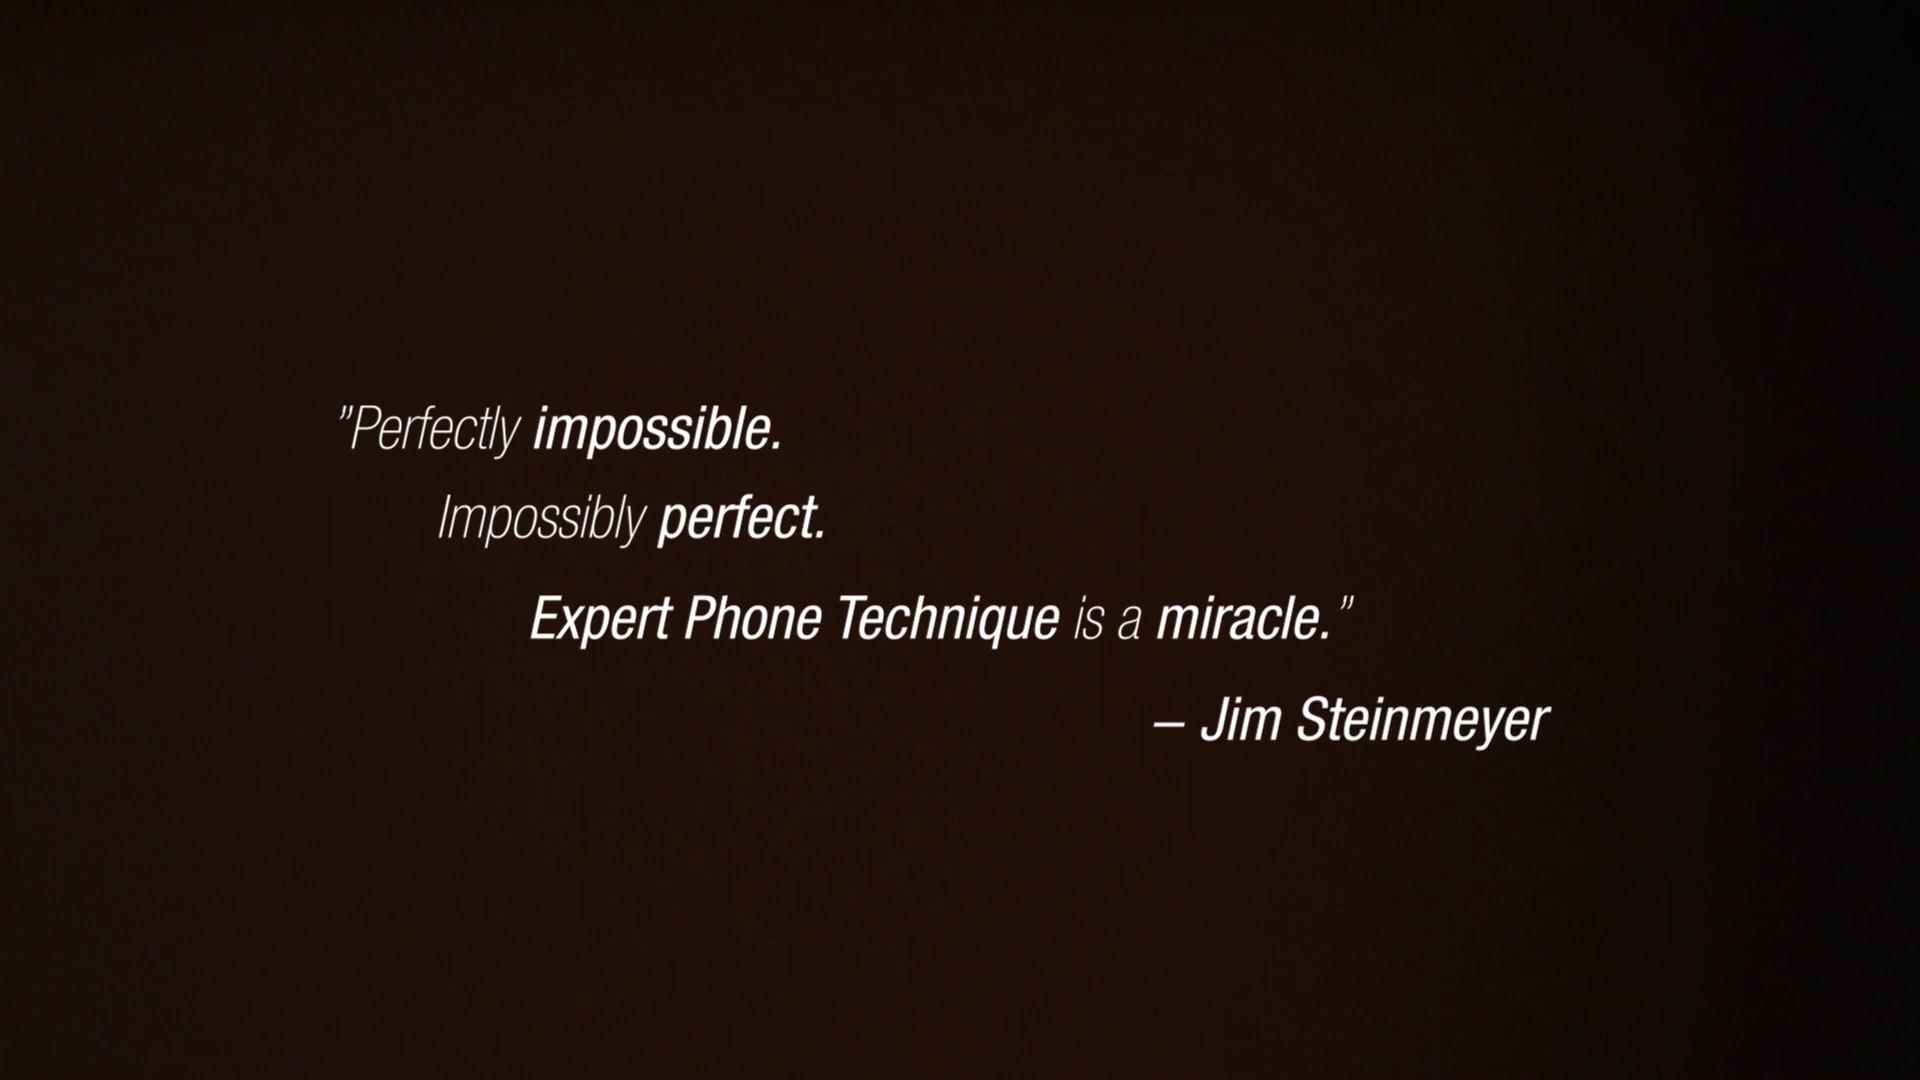 ”Perfectly impossible.
Impossibly perfect.
Expert Phone Technique is a miracle.”
– Jim Steinmeyer